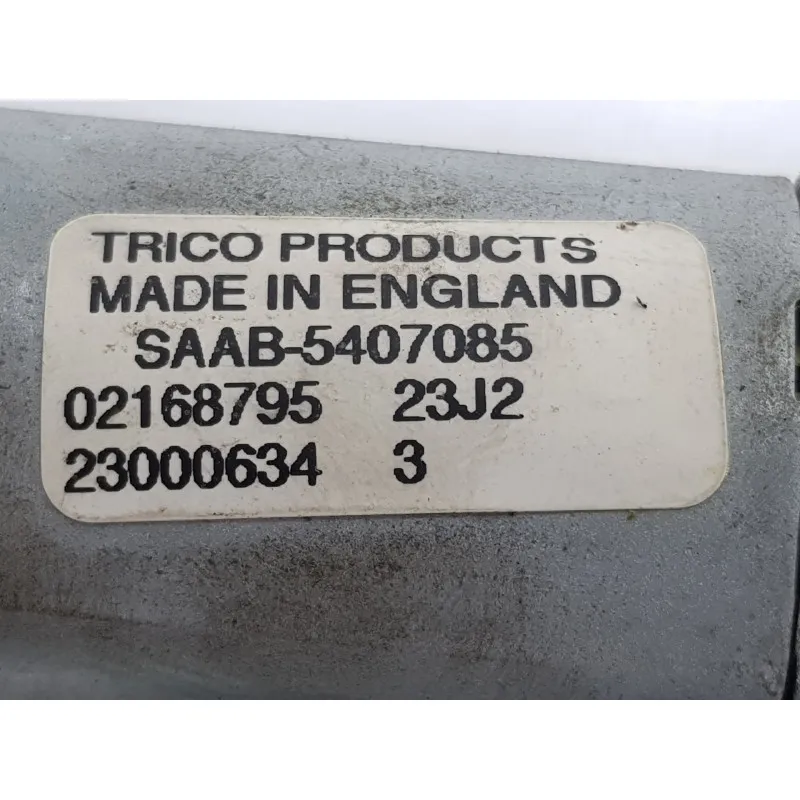 TRICO PRODUCTS
MADE IN ENGLAND
SAAB-5407085
02168795 23J2
23000634 3